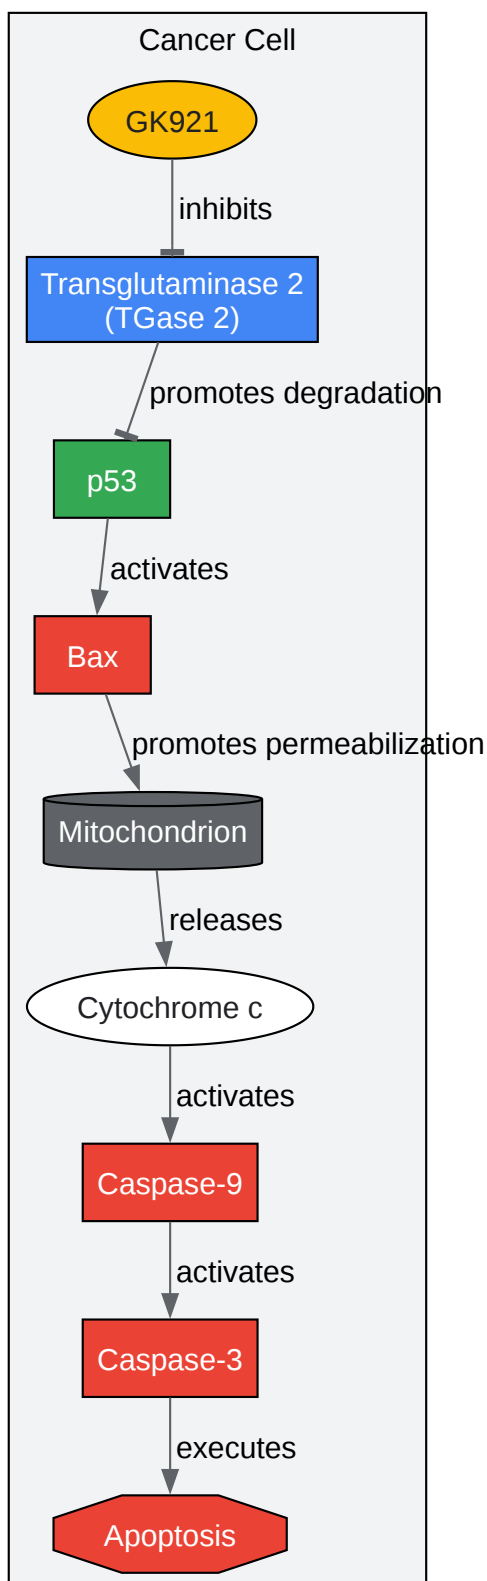 Cancer Cell
GK921
inhibits
Transglutaminase 2
(TGase 2)
promotes degradation
p53
activates
Bax
promotes permeabilization
Mitochondrion
releases
Cytochrome c
activates
Caspase-9
activates
Caspase-3
executes
Apoptosis